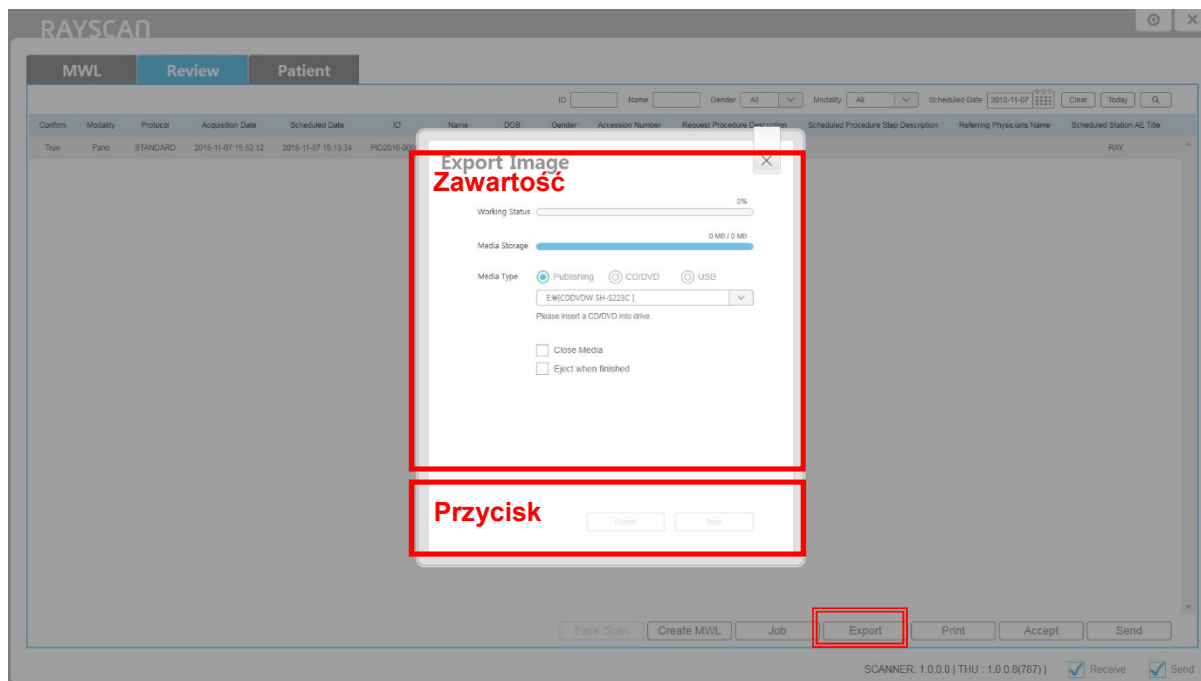 RAYSCAN
MWL Review Patient
ID Name Gender All Modality All Scheduled Date 2018-11-07 Clear Today
Confirm Modality Protocol Acquisition Date Scheduled Date ID Name DOB Gender Accession Number Request Procedure Description Scheduled Procedure Step Description Referring Physicians Name Scheduled Station AE Title
True Pano STANDARD 2018-11-07 15:52:12 2018-11-07 15:13:34 RAY
Export Image
Zawartość
0%
Working Status
0 MB / 0 MB
Media Storage
Media Type Publishing CD/DVD USB
E:₩[CDDVDW SH-S223C ]
Please insert a CD/DVD into drive.
Close Media
Eject when finished
Przycisk
Export Stop
Face Scan Create MWL Job Export Print Accept Send
SCANNER: 1.0.0.0 | THU : 1.0.0.8(787) | Receive Send